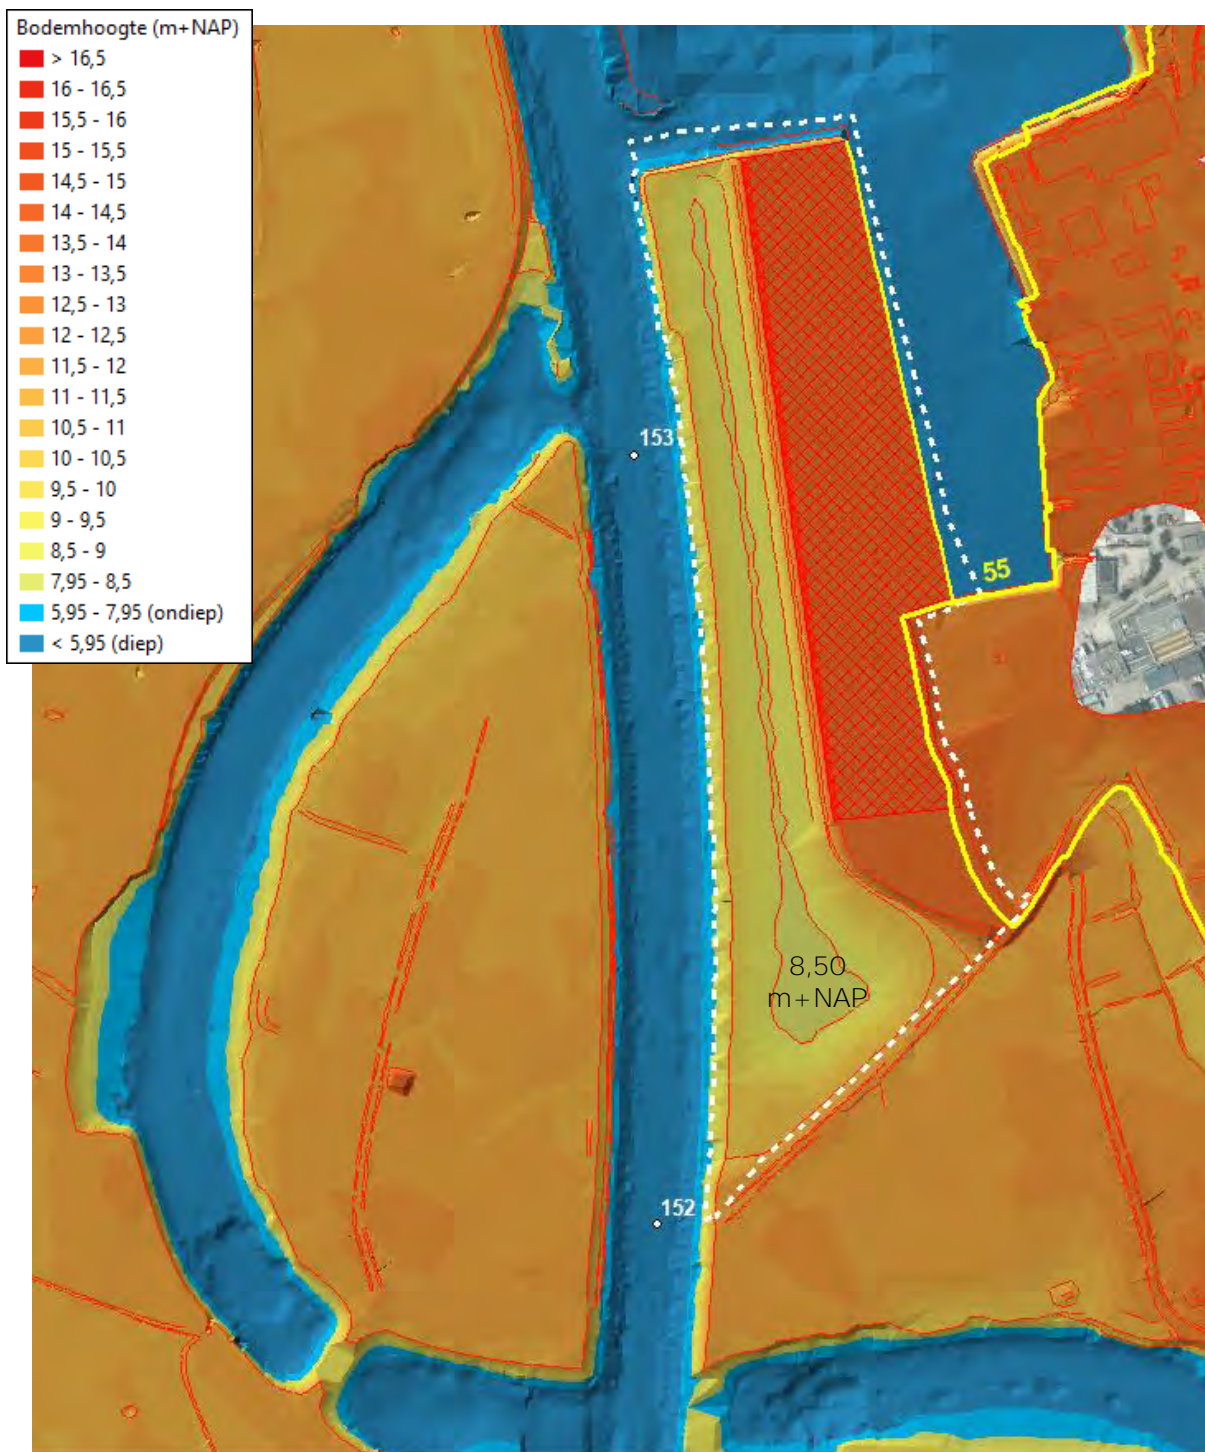 Bodemhoogte (m+NAP)
> 16,5
16 - 16,5
15,5 - 16
15 - 15,5
14,5 - 15
14 - 14,5
13,5 - 14
13 - 13,5
12,5 - 13
12 - 12,5
11,5 - 12
11 - 11,5
10,5 - 11
10 - 10,5
9,5 - 10
9 - 9,5
8,5 - 9
7,95 - 8,5
5,95 - 7,95 (ondiep)
< 5,95 (diep)
153
55
8,50
m+NAP
152